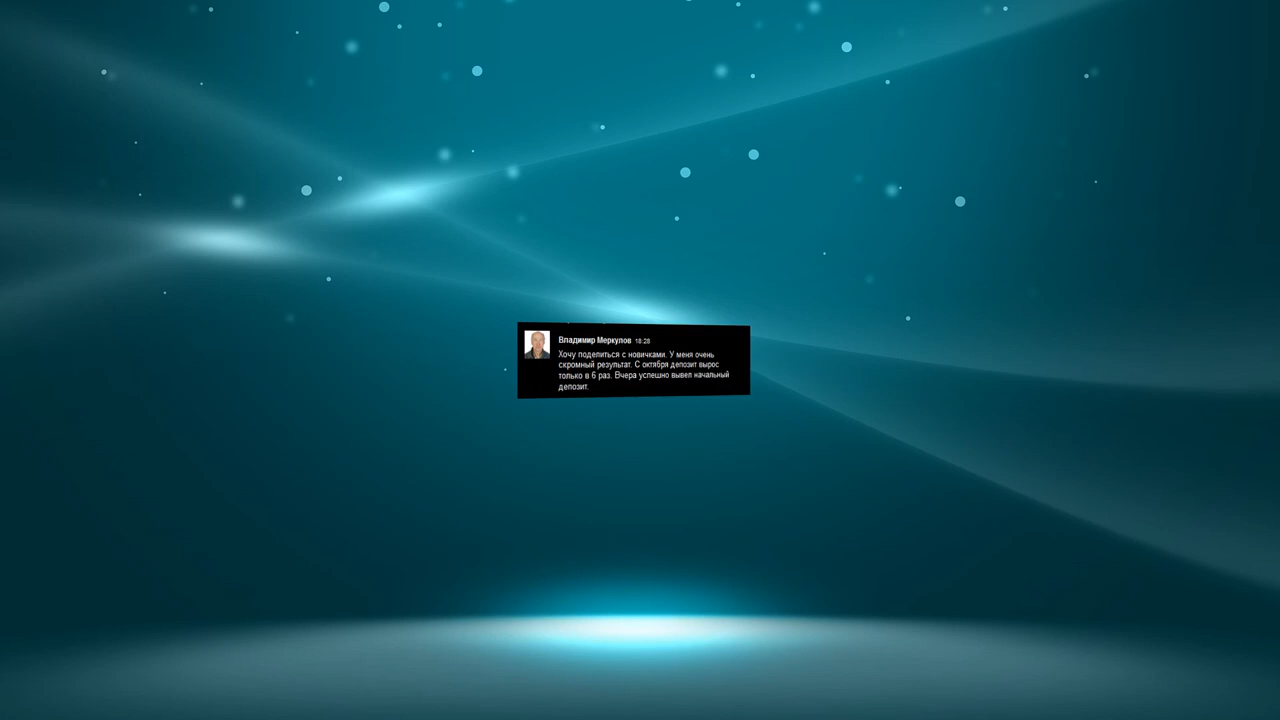 Владимир Меркулов 18:28
Хочу поделиться с новичками. У меня очень
скромный результат. С октября депозит вырос
только в 6 раз. Вчера успешно вывел начальный
депозит.